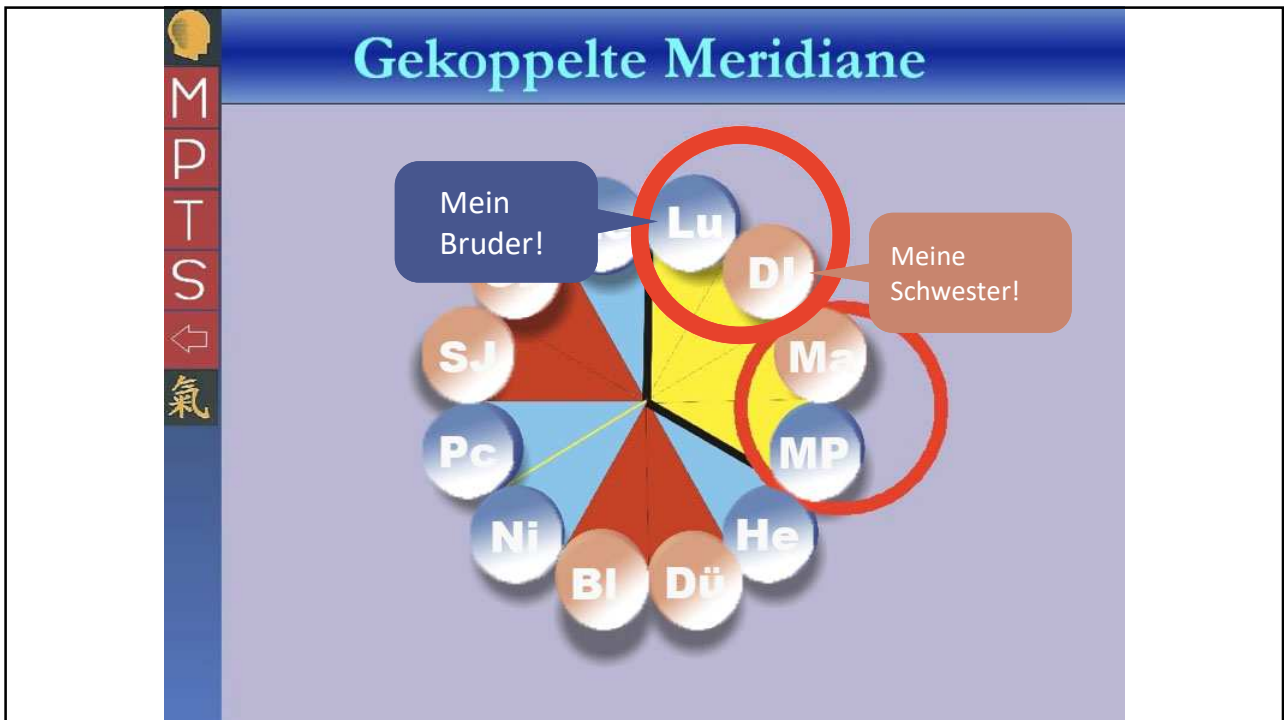 Gekoppelte Meridiane
M
P
T
S
氣
Mein
Bruder!
Lu
DI
Meine
Schwester!
Ma
MP
He
Dü
Bl
Ni
Pc
SJ